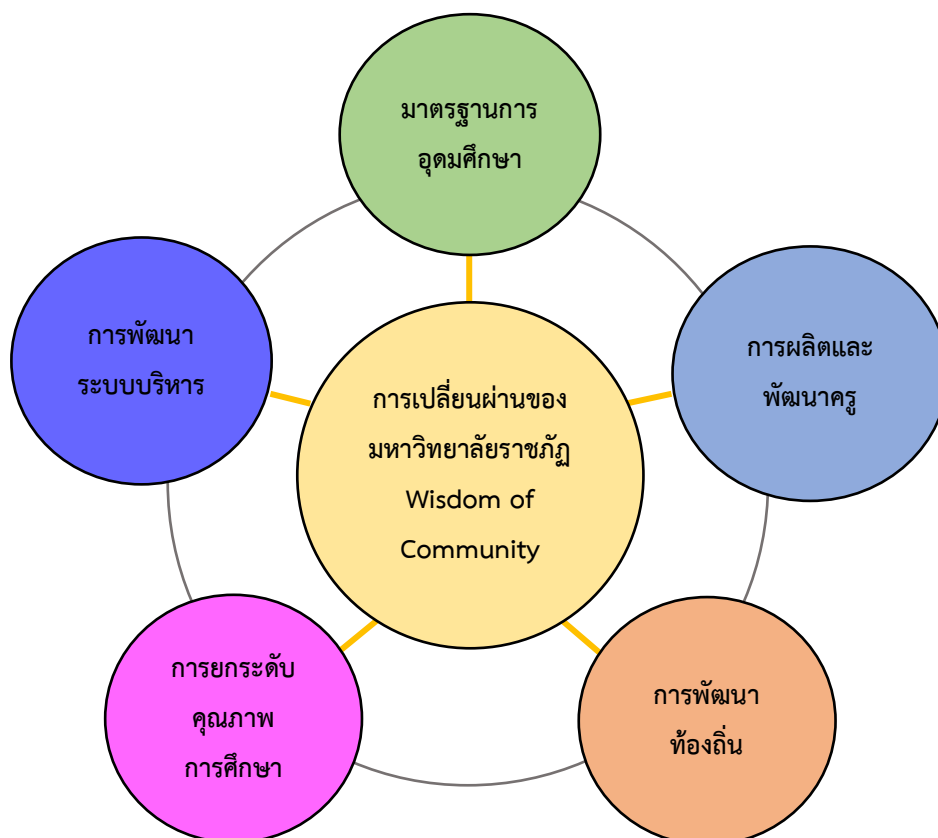 มาตรฐานการ
อุดมศึกษา
การผลิตและ
พัฒนาครู
การพัฒนา
ท้องถิ่น
การยกระดับ
คุณภาพ
การศึกษา
การพัฒนา
ระบบบริหาร
การเปลี่ยนผ่านของ
มหาวิทยาลัยราชภัฏ
Wisdom of
Community